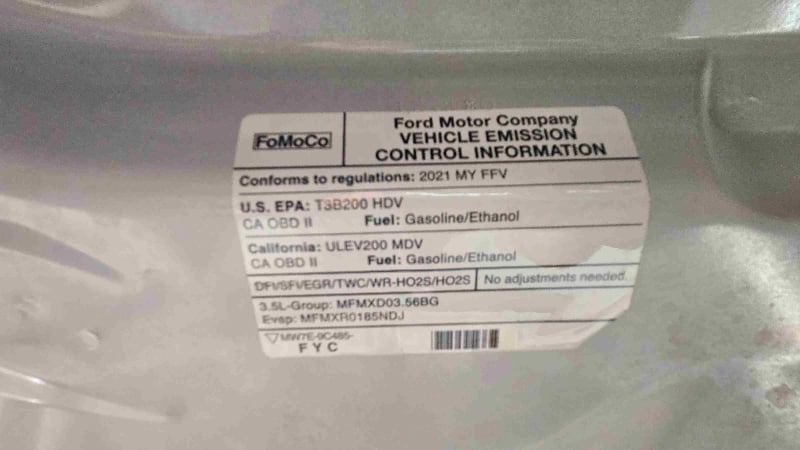 FoMoCo
Ford Motor Company
VEHICLE EMISSION
CONTROL INFORMATION
Conforms to regulations: 2021 MY FFV
U.S. EPA: T3B200 HDV
CA OBD II Fuel: Gasoline/Ethanol
California: ULEV200 MDV
CA OBD II Fuel: Gasoline/Ethanol
DFI/SFI/EGR/TWC/WR-HO2S/HO2S No adjustments needed.
3.5L-Group: MFMXD03.56BG
Evap: MFMXR0185NDJ
MW7E-9C485-
F Y C